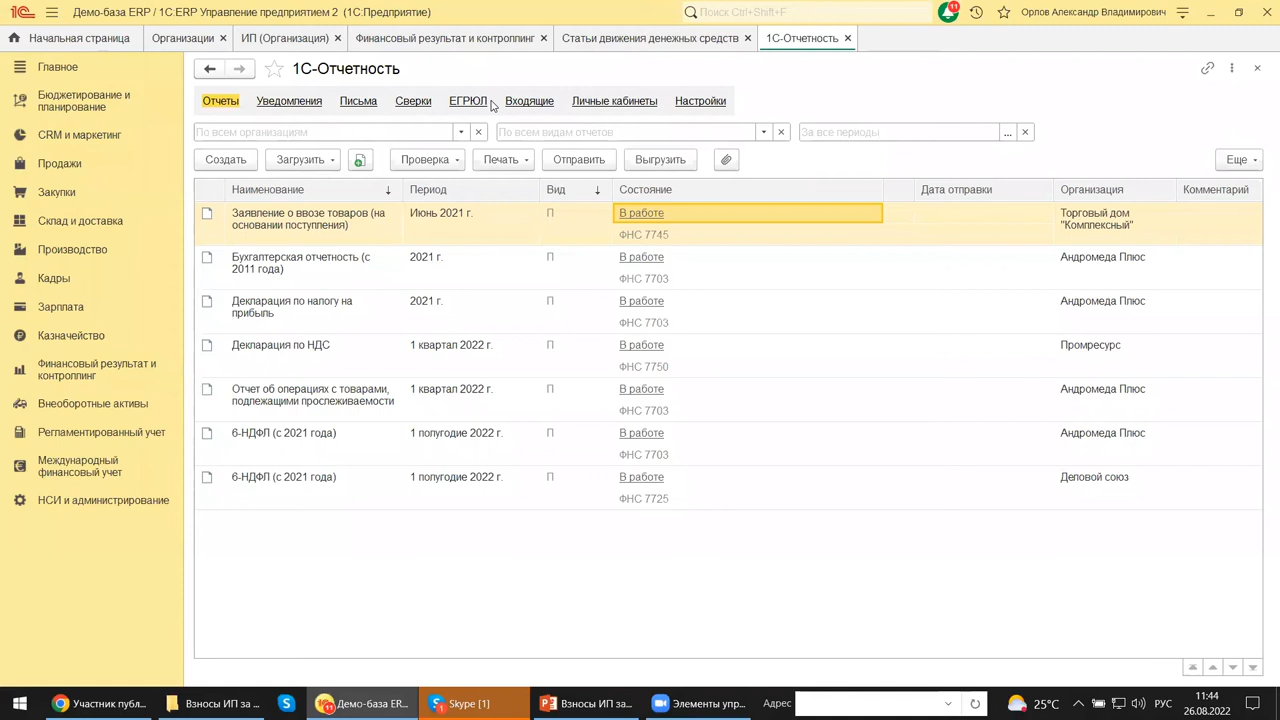 1С Демо-база ERP / 1С:ERP Управление предприятием 2 (1С:Предприятие)
Поиск Ctrl+Shift+F
11
Орлов Александр Владимирович
Начальная страница
Организации ×
ИП (Организация) ×
Финансовый результат и контроллинг ×
Статьи движения денежных средств ×
1С-Отчетность ×
Главное
Бюджетирование и
планирование
CRM и маркетинг
Продажи
Закупки
Склад и доставка
Производство
Кадры
Зарплата
Казначейство
Финансовый результат и
контроллинг
Внеоборотные активы
Регламентированный учет
Международный
финансовый учет
НСИ и администрирование
1С-Отчетность
Отчеты Уведомления Письма Сверки ЕГРЮЛ Входящие Личные кабинеты Настройки
По всем организациям По всем видам отчетов За все периоды ...
Создать Загрузить Проверка Печать Отправить Выгрузить Еще
Наименование ↓ Период Вид ↓ Состояние Дата отправки Организация Комментарий
Заявление о ввозе товаров (на
основании поступления) Июнь 2021 г. П В работе Торговый дом
"Комплексный"
ФНС 7745
Бухгалтерская отчетность (с
2011 года) 2021 г. П В работе Андромеда Плюс
ФНС 7703
Декларация по налогу на
прибыль 2021 г. П В работе Андромеда Плюс
ФНС 7703
Декларация по НДС 1 квартал 2022 г. П В работе Промресурс
ФНС 7750
Отчет об операциях с товарами,
подлежащими прослеживаемости 1 квартал 2022 г. П В работе Андромеда Плюс
ФНС 7703
6-НДФЛ (с 2021 года) 1 полугодие 2022 г. П В работе Андромеда Плюс
ФНС 7703
6-НДФЛ (с 2021 года) 1 полугодие 2022 г. П В работе Деловой союз
ФНС 7725
Участник публ...
Взносы ИП за ...
11
Демо-база ER...
Skype [1]
Взносы ИП за...
Элементы упр...
Адрес
25°C
РУС
11:44
26.08.2022